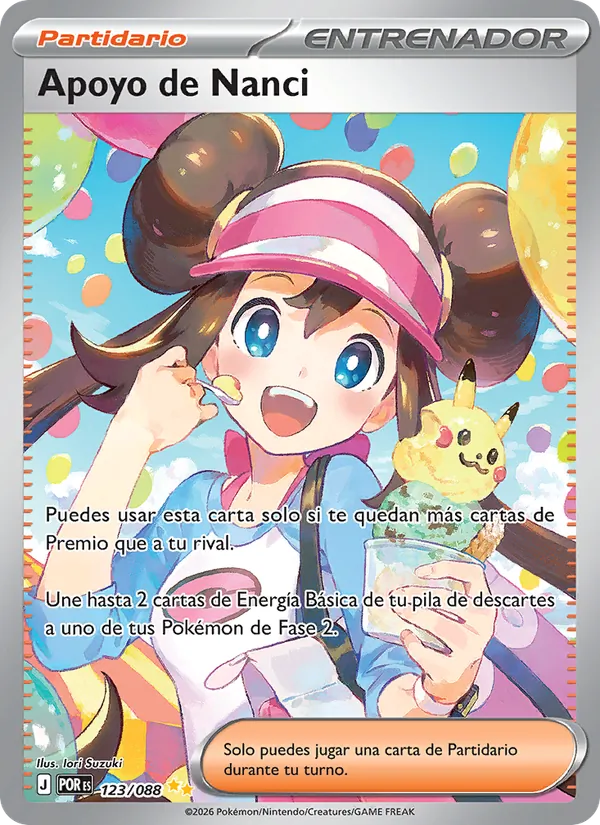 Partidario
ENTRENADOR
Apoyo de Nanci
Puedes usar esta carta solo si te quedan más cartas de
Premio que a tu rival.
Une hasta 2 cartas de Energía Básica de tu pila de descartes
a uno de tus Pokémon de Fase 2.
Solo puedes jugar una carta de Partidario
durante tu turno.
Ilus. Iori Suzuki
J POR ES 123/088
©2026 Pokémon/Nintendo/Creatures/GAME FREAK